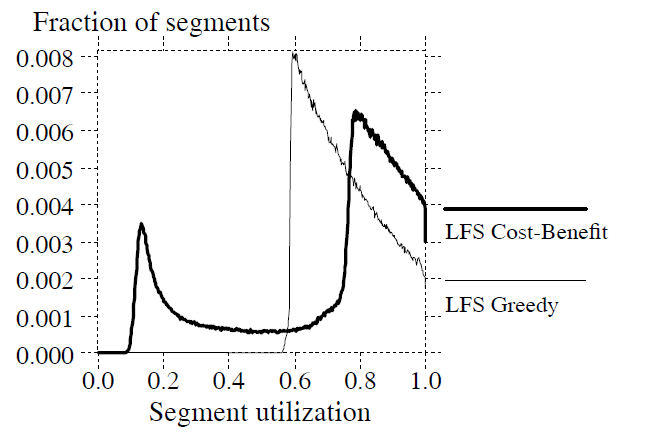 Fraction of segments
0.008
0.007
0.006
0.005
0.004
0.003
0.002
0.001
0.000
0.0 0.2 0.4 0.6 0.8 1.0
Segment utilization
LFS Cost-Benefit
LFS Greedy